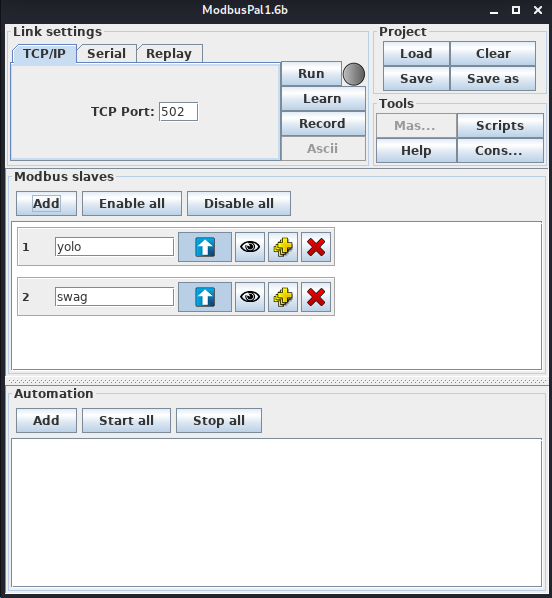 ModbusPal1.6b
Link settings
TCP/IP Serial Replay
TCP Port: 502
Run
Learn
Record
Ascii
Project
Load Clear
Save Save as
Tools
Mas... Scripts
Help Cons...
Modbus slaves
Add Enable all Disable all
1 yolo
2 swag
Automation
Add Start all Stop all